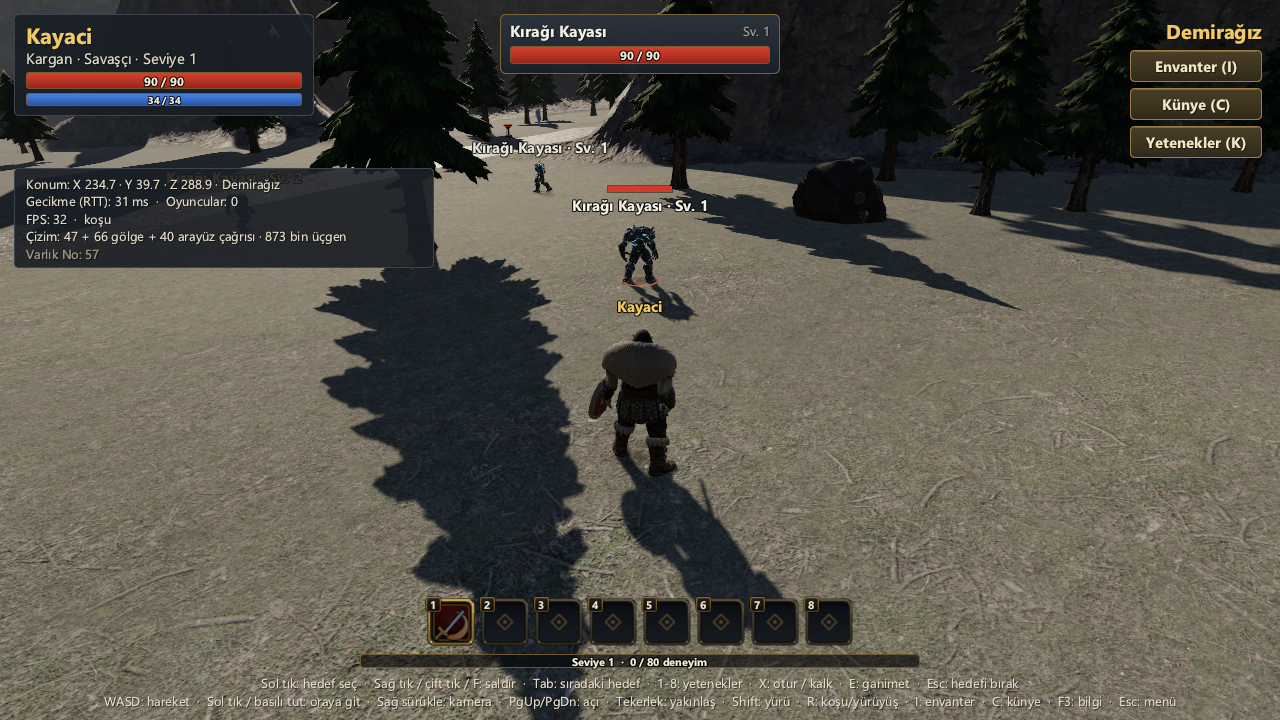 Kayaci
Kargan · Savaşçı · Seviye 1
90 / 90
34 / 34
Kırağı Kayası Sv. 1
90 / 90
Demirağız
Envanter (I)
Künye (C)
Yetenekler (K)
Kırağı Kayası · Sv. 1
Kırağı Kayası · Sv. 2
Konum: X 234.7 · Y 39.7 · Z 288.9 · Demirağız
Gecikme (RTT): 31 ms · Oyuncular: 0
FPS: 32 · koşu
Çizim: 47 + 66 gölge + 40 arayüz çağrısı · 873 bin üçgen
Varlık No: 57
Kırağı Kayası · Sv. 1
Kayaci
1 2 3 4 5 6 7 8
Seviye 1 · 0 / 80 deneyim
Sol tık: hedef seç · Sağ tık / çift tık / F: saldır · Tab: sıradaki hedef · 1-8: yetenekler · X: otur / kalk · E: ganimet · Esc: hedefi bırak
WASD: hareket · Sol tık / basılı tut: oraya git · Sağ sürükle: kamera · PgUp/PgDn: açı · Tekerlek: yakınlaş · Shift: yürü · R: koşu/yürüyüş · I: envanter · C: künye · F3: bilgi · Esc: menü